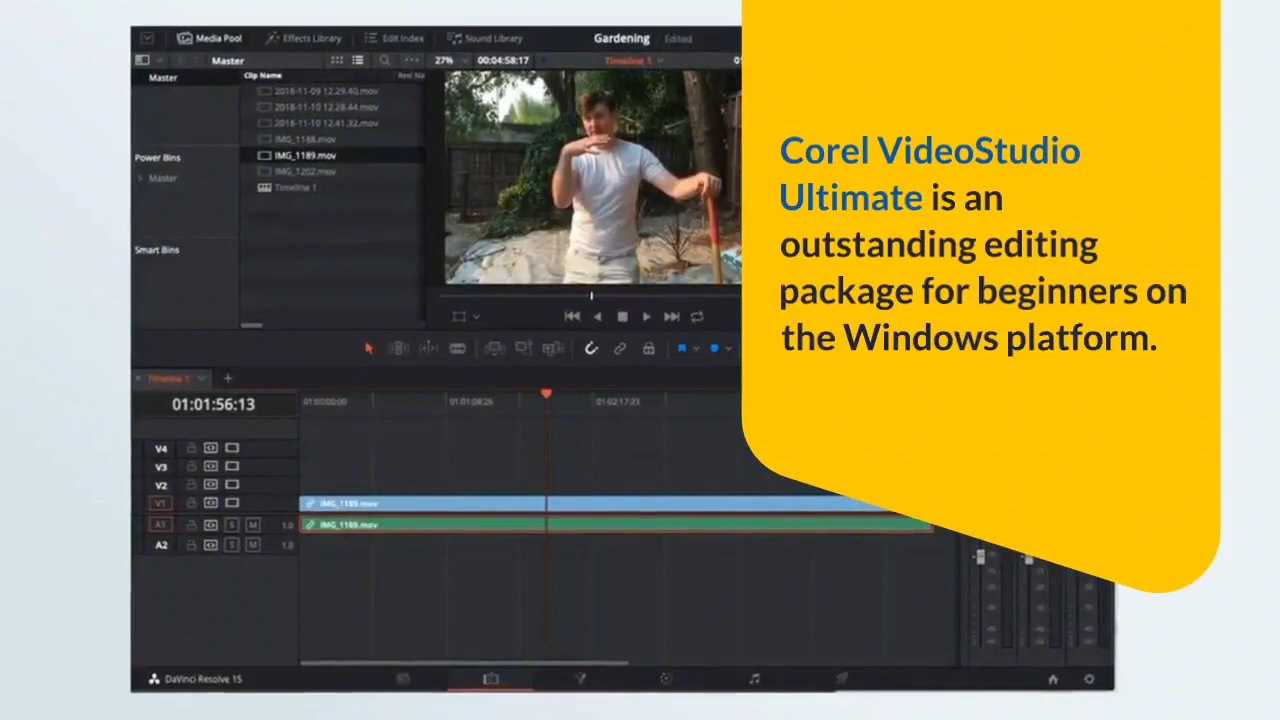 Media Pool
Effects Library
Edit Index
Sound Library
Gardening
Edited
Master
27%
00:04:58:17
Timeline 1
Master
Clip Name
2018-11-09 12.29.40.mov
2018-11-10 12.28.44.mov
2018-11-10 12.41.32.mov
IMG_1188.mov
Power Bins
IMG_1189.mov
Master
IMG_1202.mov
Timeline 1
Smart Bins
Corel VideoStudio
Ultimate is an
outstanding editing
package for beginners on
the Windows platform.
Timeline 1
01:01:56:13
01:00:00:00
01:01:08:25
01:02:17:21
V4
V3
V2
V1
IMG_1189.mov
A1
S
M
1.0
IMG_1189.mov
A2
S
M
1.0
DaVinci Resolve 15